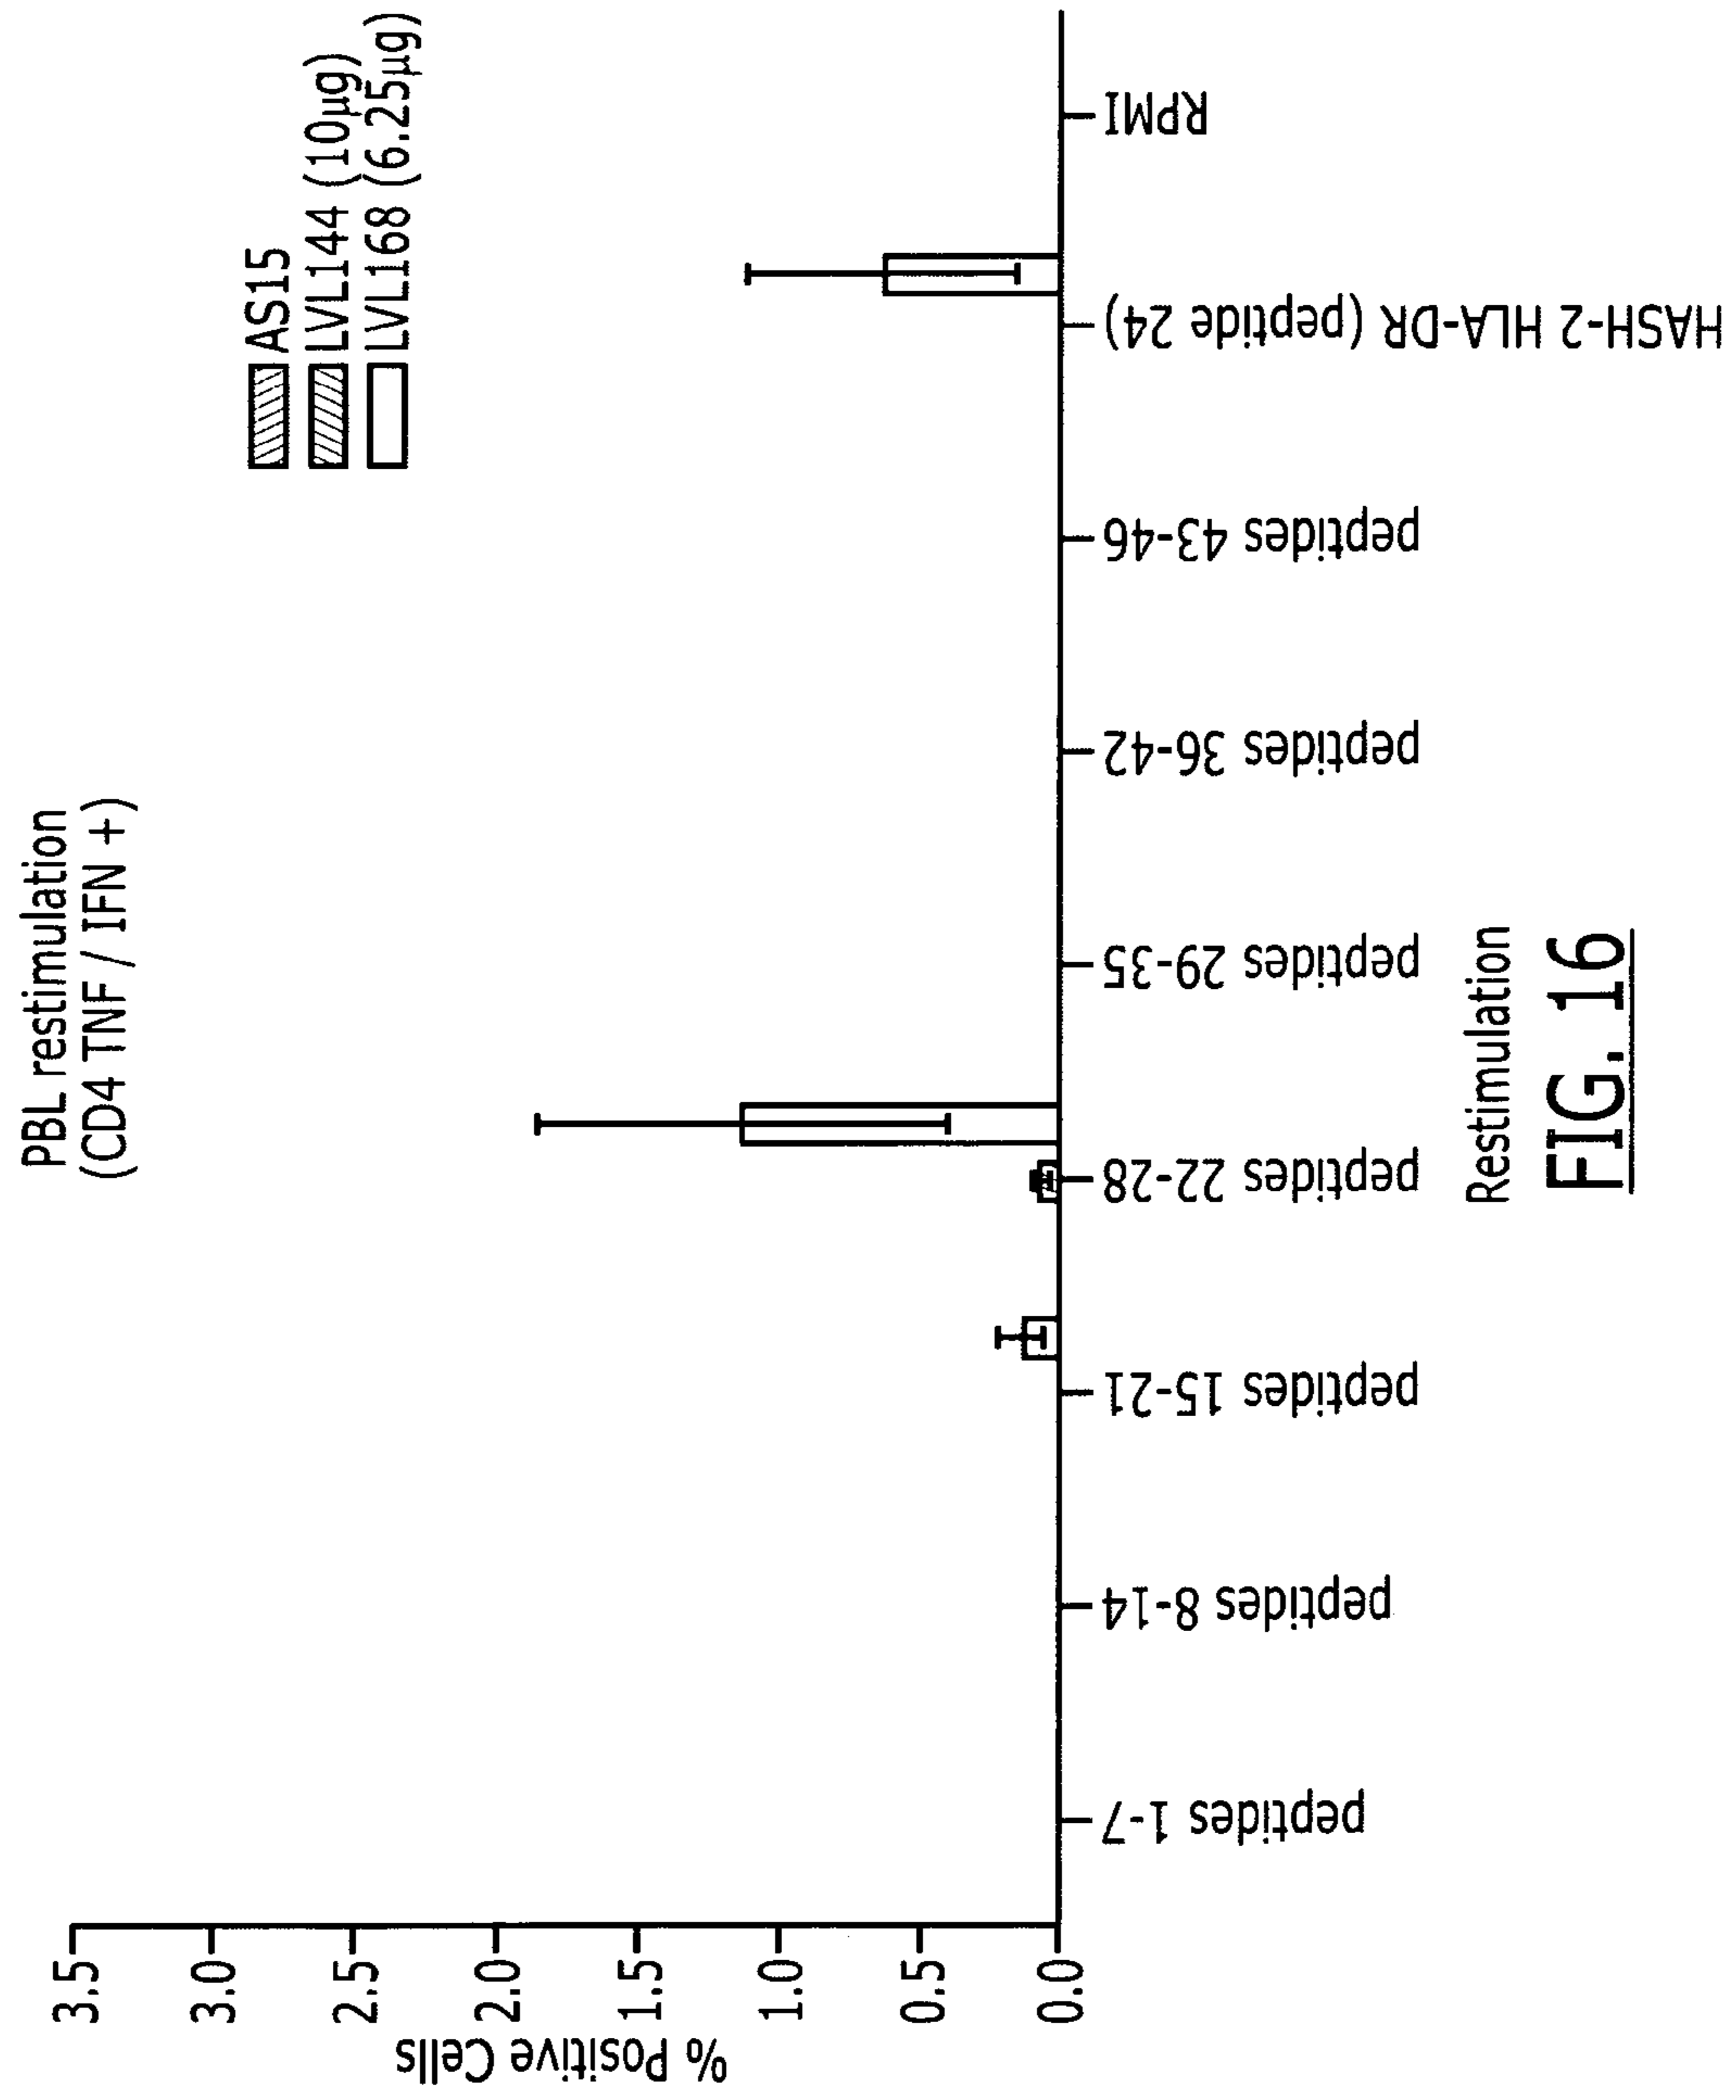 PBL restimulation
(CD4 TNF / IFN +)
AS15
LVL144 (10µg)
LVL168 (6.25µg)
% Positive Cells
3.5
3.0
2.5
2.0
1.5
1.0
0.5
0.0
peptides 1-7
peptides 8-14
peptides 15-21
peptides 22-28
peptides 29-35
peptides 36-42
peptides 43-46
HASH-2 HLA-DR (peptide 24)
RPMI
Restimulation
FIG. 16